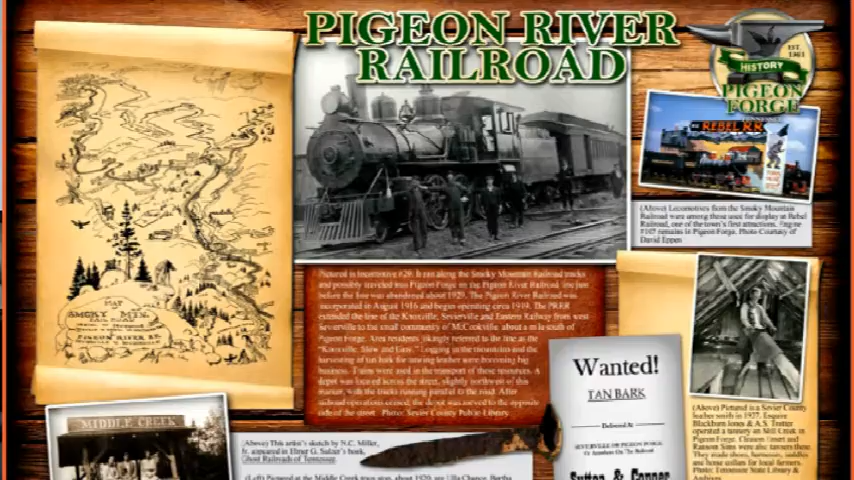 PIGEON RIVER
RAILROAD
EST.
1961
HISTORY
PIGEON
FORGE
TENNESSEE
REBEL R.R.
(Above) Locomotives from the Smoky Mountain
Railroad were among those used for display at Rebel
Railroad, one of the town's first attractions. Engine
#107 remains in Pigeon Forge. Photo Courtesy of
David Eppen
MAP
SMOKY MTN.
RAILROAD
PIGEON RIVER RR.
Pictured is locomotive #29. It ran along the Smoky Mountain Railroad tracks
and possibly traveled into Pigeon Forge on the Pigeon River Railroad line just
before the line was abandoned about 1929. The Pigeon River Railroad was
incorporated in August 1916 and began operating circa 1919. The PRRR
extended the line of the Knoxville, Sevierville and Eastern Railway from west
Sevierville to the small community of McCookville, about a mile south of
Pigeon Forge. Area residents jokingly referred to the line as the
"Knoxville, Slow and Easy." Logging in the mountains and the
harvesting of tan bark for tanning leather were becoming big
business. Trains were used in the transport of these resources. A
depot was located across the street, slightly northwest of this
marker, with the tracks running parallel to the road. After
railroad operations ceased, the depot was moved to the opposite
side of the street. Photo: Sevier County Public Library
Wanted!
TAN BARK
Delivered At
SEVIERVILLE OR PIGEON FORGE
Or Anywhere On The Railroad
(Above) Pictured is a Sevier County
leather smith in 1937. Esquire
Blackburn Jones & A.S. Trotter
operated a tannery on Mill Creek in
Pigeon Forge. Cleason Emert and
Ransom Sims were also tanners there.
They made shoes, harnesses, saddles
and horse collars for local farmers.
Photo: Tennessee State Library &
Archives
MIDDLE CREEK
(Above) This artist's sketch by N.C. Miller,
Jr. appeared in Elmer G. Sulzer's book,
Ghost Railroads of Tennessee.
(Left) Pictured at the Middle Creek train stop, about 1920, are